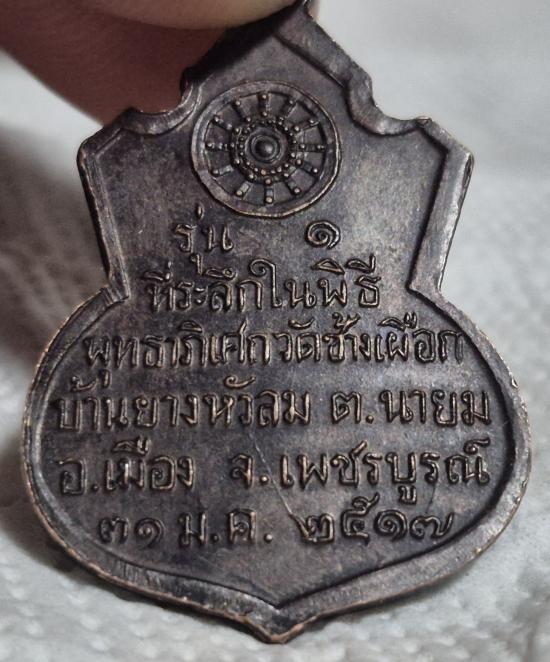 รุ่น ๑
ที่ระลึกในพิธี
พุทธาภิเศกวัดช้างเผือก
บ้านยางหัวลม ต.นายม
อ.เมือง จ.เพชรบูรณ์
๓๑ ม.ค. ๒๕๑๗